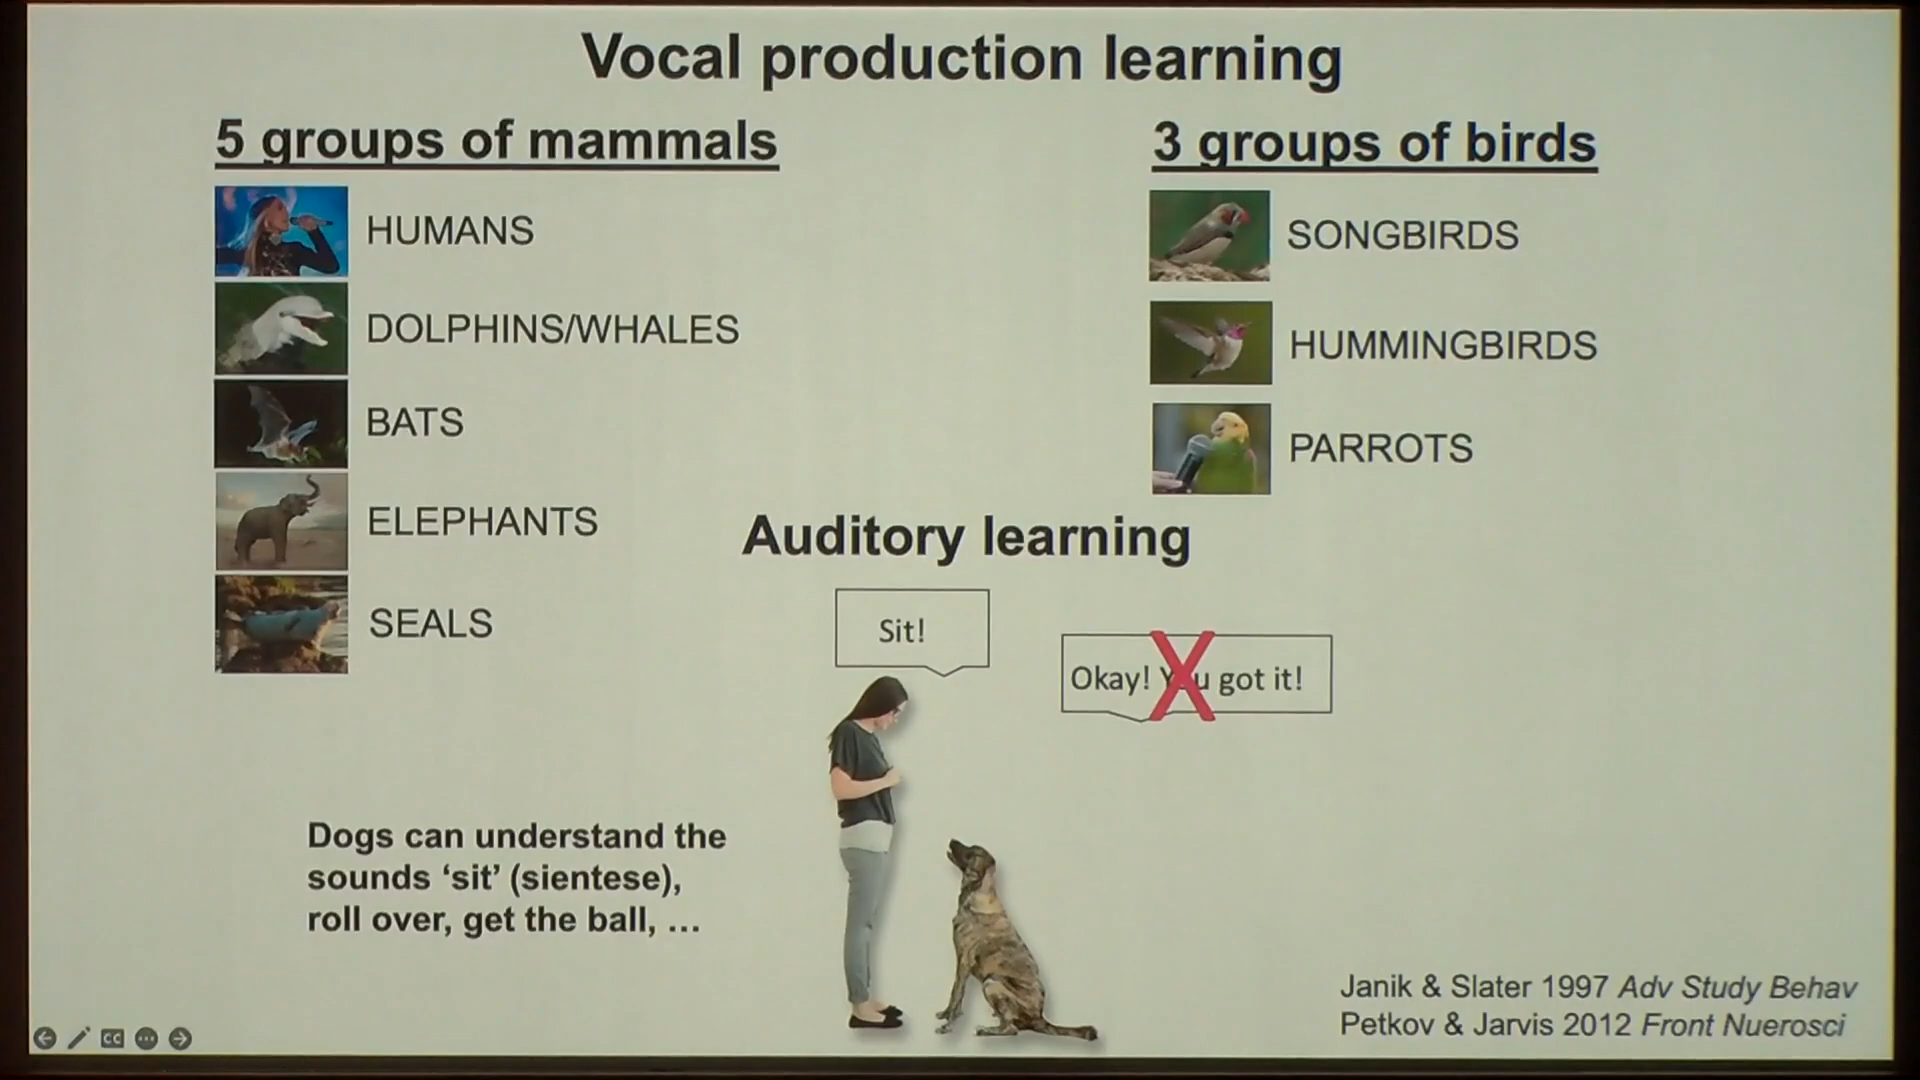 Vocal production learning
5 groups of mammals
HUMANS
DOLPHINS/WHALES
BATS
ELEPHANTS
SEALS
3 groups of birds
SONGBIRDS
HUMMINGBIRDS
PARROTS
Auditory learning
Sit!
Okay! You got it!
Dogs can understand the
sounds ‘sit’ (sientese),
roll over, get the ball, ...
Janik & Slater 1997 Adv Study Behav
Petkov & Jarvis 2012 Front Nuerosci
CC